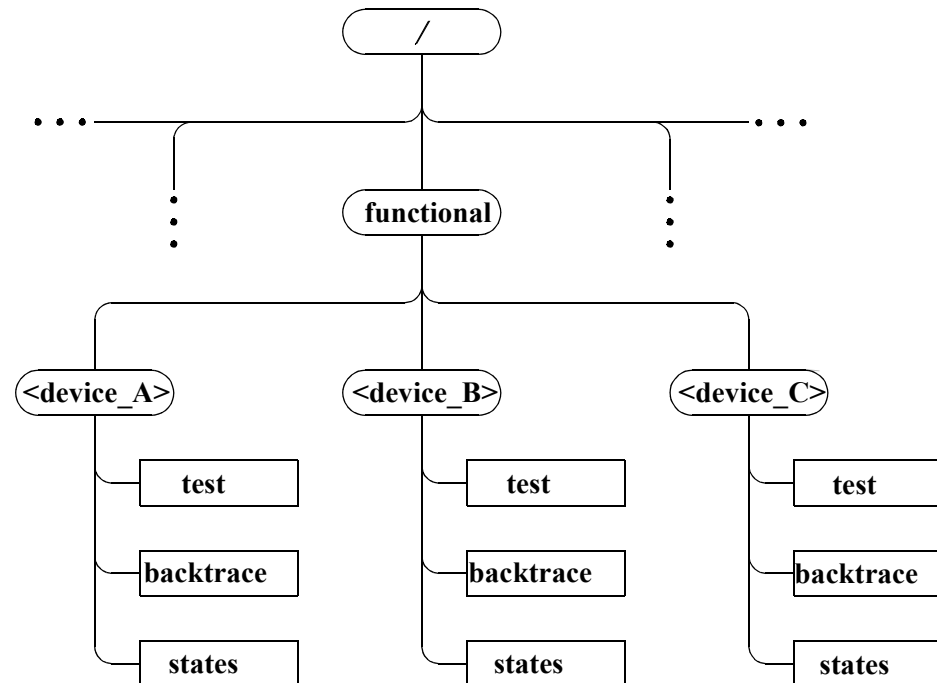 /
functional
<device_A>
<device_B>
<device_C>
test
test
test
backtrace
backtrace
backtrace
states
states
states